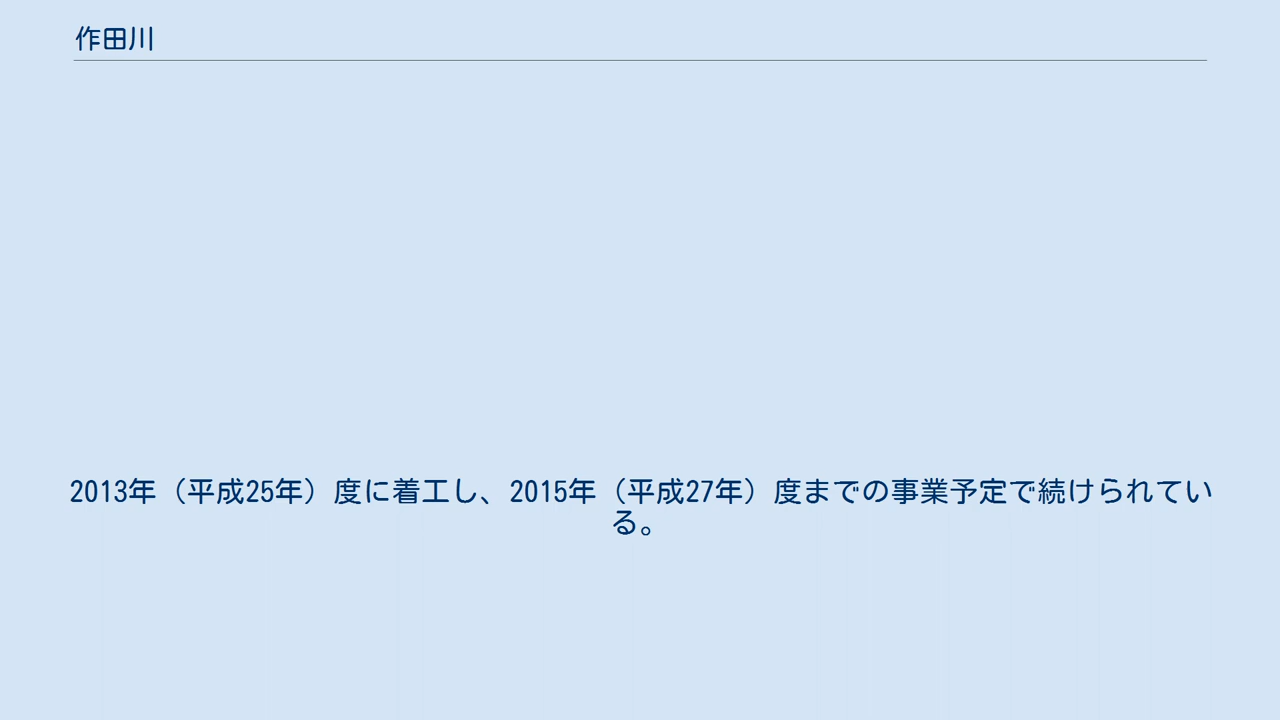 作田川
2013年（平成25年）度に着工し、2015年（平成27年）度までの事業予定で続けられてい
る。